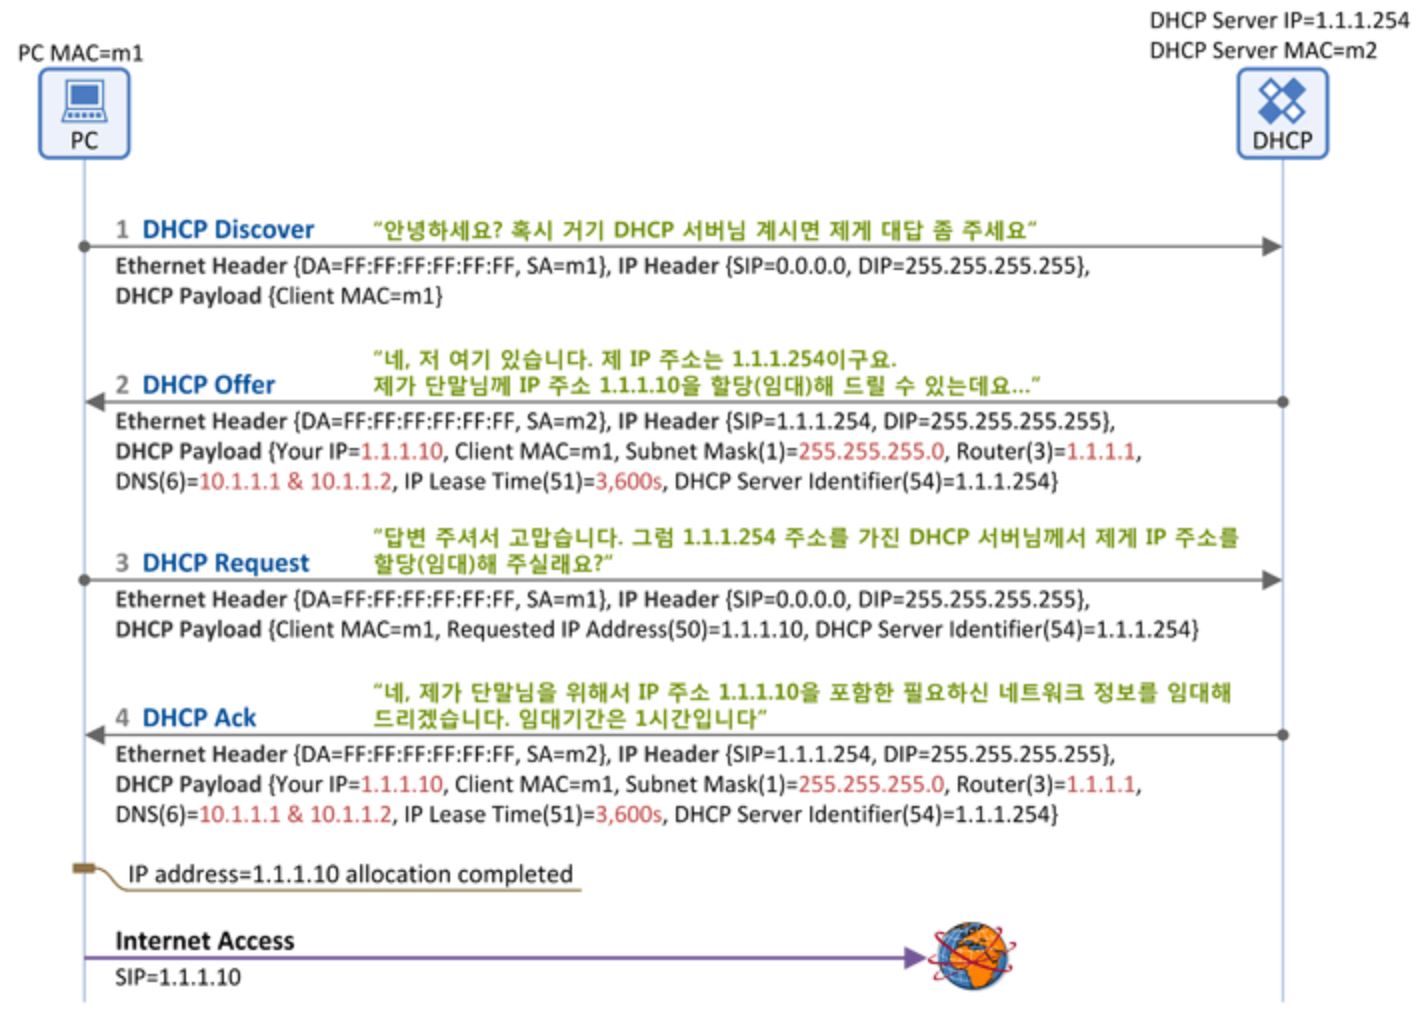 DHCP Server IP=1.1.1.254
DHCP Server MAC=m2
PC MAC=m1
PC
DHCP
1 DHCP Discover "안녕하세요? 혹시 거기 DHCP 서버님 계시면 제게 대답 좀 주세요"
Ethernet Header {DA=FF:FF:FF:FF:FF:FF, SA=m1}, IP Header {SIP=0.0.0.0, DIP=255.255.255.255},
DHCP Payload {Client MAC=m1}
"네, 저 여기 있습니다. 제 IP 주소는 1.1.1.254이구요.
2 DHCP Offer 제가 단말님께 IP 주소 1.1.1.10을 할당(임대)해 드릴 수 있는데요..."
Ethernet Header {DA=FF:FF:FF:FF:FF:FF, SA=m2}, IP Header {SIP=1.1.1.254, DIP=255.255.255.255},
DHCP Payload {Your IP=1.1.1.10, Client MAC=m1, Subnet Mask(1)=255.255.255.0, Router(3)=1.1.1.1,
DNS(6)=10.1.1.1 & 10.1.1.2, IP Lease Time(51)=3,600s, DHCP Server Identifier(54)=1.1.1.254}
"답변 주셔서 고맙습니다. 그럼 1.1.1.254 주소를 가진 DHCP 서버님께서 제게 IP 주소를
3 DHCP Request 할당(임대)해 주실래요?"
Ethernet Header {DA=FF:FF:FF:FF:FF:FF, SA=m1}, IP Header {SIP=0.0.0.0, DIP=255.255.255.255},
DHCP Payload {Client MAC=m1, Requested IP Address(50)=1.1.1.10, DHCP Server Identifier(54)=1.1.1.254}
"네, 제가 단말님을 위해서 IP 주소 1.1.1.10을 포함한 필요하신 네트워크 정보를 임대해
4 DHCP Ack 드리겠습니다. 임대기간은 1시간입니다"
Ethernet Header {DA=FF:FF:FF:FF:FF:FF, SA=m2}, IP Header {SIP=1.1.1.254, DIP=255.255.255.255},
DHCP Payload {Your IP=1.1.1.10, Client MAC=m1, Subnet Mask(1)=255.255.255.0, Router(3)=1.1.1.1,
DNS(6)=10.1.1.1 & 10.1.1.2, IP Lease Time(51)=3,600s, DHCP Server Identifier(54)=1.1.1.254}
IP address=1.1.1.10 allocation completed
Internet Access
SIP=1.1.1.10